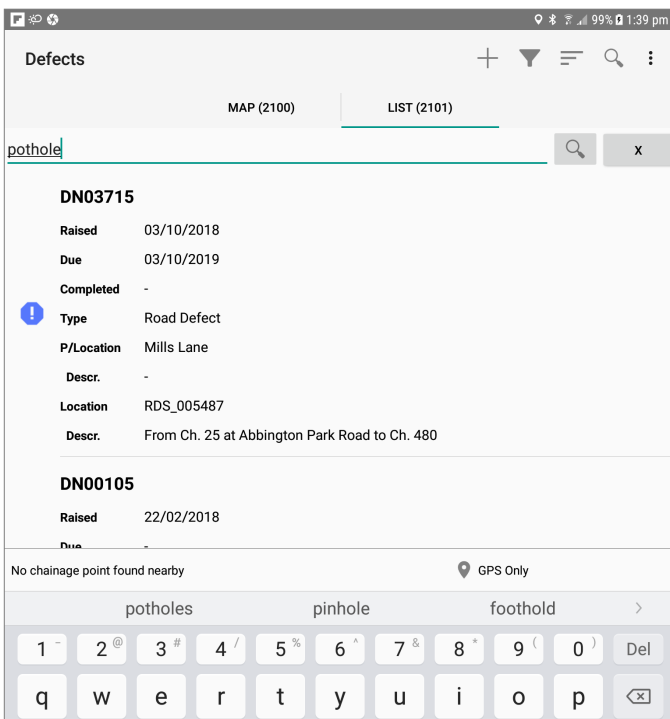 99% 1:39 pm
Defects
MAP (2100) LIST (2101)
pothole X
DN03715
Raised 03/10/2018
Due 03/10/2019
Completed -
Type Road Defect
P/Location Mills Lane
Descr. -
Location RDS_005487
Descr. From Ch. 25 at Abbington Park Road to Ch. 480
DN00105
Raised 22/02/2018
Due -
No chainage point found nearby GPS Only
potholes pinhole foothold >
1 - 2 @ 3 # 4 / 5 % 6 ^ 7 & 8 * 9 ( 0 ) Del
q w e r t y u i o p